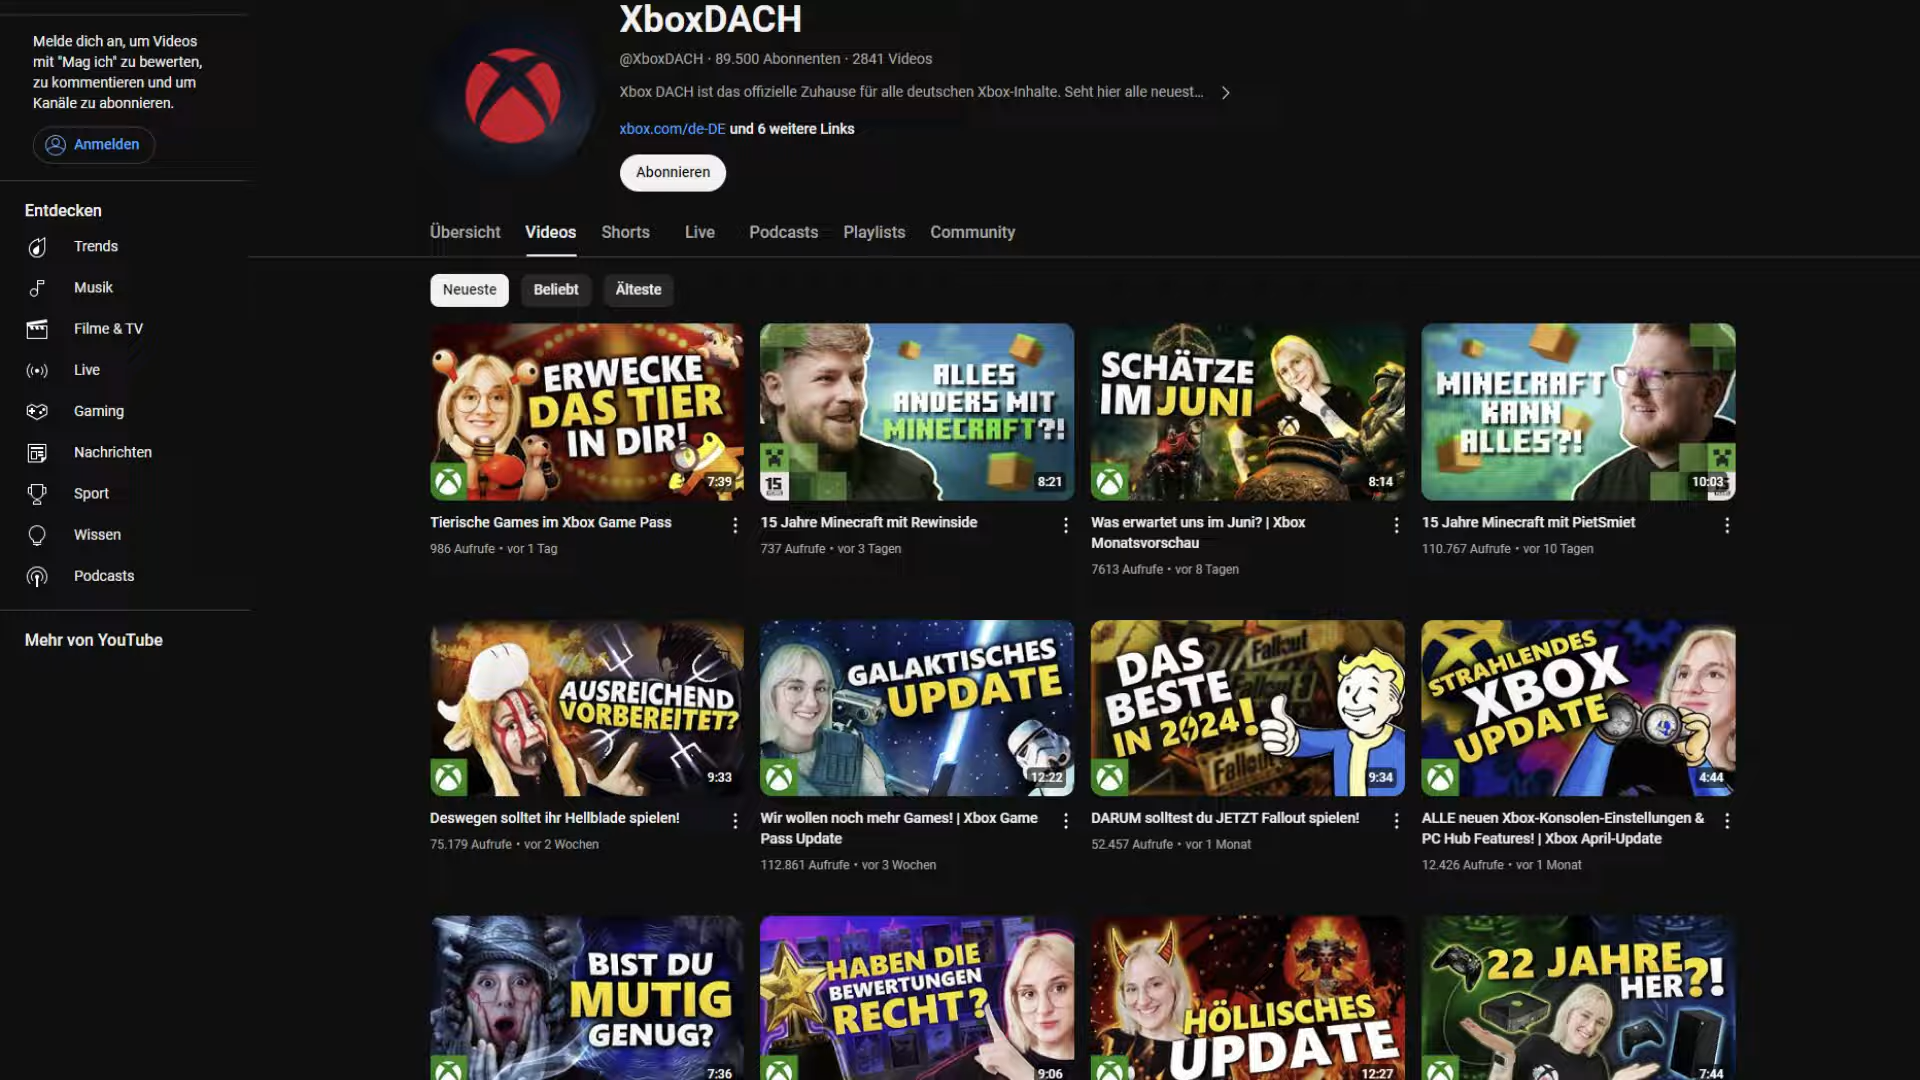 XboxDACH
@XboxDACH · 89.500 Abonnenten · 2841 Videos
Xbox DACH ist das offizielle Zuhause für alle deutschen Xbox-Inhalte. Seht hier alle neuest...
xbox.com/de-DE und 6 weitere Links
Abonnieren
Melde dich an, um Videos
mit "Mag ich" zu bewerten,
zu kommentieren und um
Kanäle zu abonnieren.
Anmelden
Entdecken
Trends
Musik
Filme & TV
Live
Gaming
Nachrichten
Sport
Wissen
Podcasts
Mehr von YouTube
Übersicht Videos Shorts Live Podcasts Playlists Community
Neueste Beliebt Älteste
ERWECKE
DAS TIER
IN DIR!
7:39
Tierische Games im Xbox Game Pass
986 Aufrufe • vor 1 Tag
ALLES
ANDERS MIT
MINECRAFT?!
15
8:21
15 Jahre Minecraft mit Rewinside
737 Aufrufe • vor 3 Tagen
SCHÄTZE
IM JUNI
8:14
Was erwartet uns im Juni? | Xbox
Monatsvorschau
7613 Aufrufe • vor 8 Tagen
MINECRAFT
KANN
ALLES?!
10:03
15 Jahre Minecraft mit PietSmiet
110.767 Aufrufe • vor 10 Tagen
AUSREICHEND
VORBEREITET?
9:33
Deswegen solltet ihr Hellblade spielen!
75.179 Aufrufe • vor 2 Wochen
GALAKTISCHES
UPDATE
12:22
Wir wollen noch mehr Games! | Xbox Game
Pass Update
112.861 Aufrufe • vor 3 Wochen
DAS
BESTE
IN 2024!
Fallout
Fallout 3
Fallout
9:34
DARUM solltest du JETZT Fallout spielen!
52.457 Aufrufe • vor 1 Monat
STRAHLENDES
XBOX
UPDATE
4:44
ALLE neuen Xbox-Konsolen-Einstellungen &
PC Hub Features! | Xbox April-Update
12.426 Aufrufe • vor 1 Monat
BIST DU
MUTIG
GENUG?
7:36
HABEN DIE
BEWERTUNGEN
RECHT?
9:06
HÖLLISCHES
UPDATE
12:27
22 JAHRE
HER?!
7:44